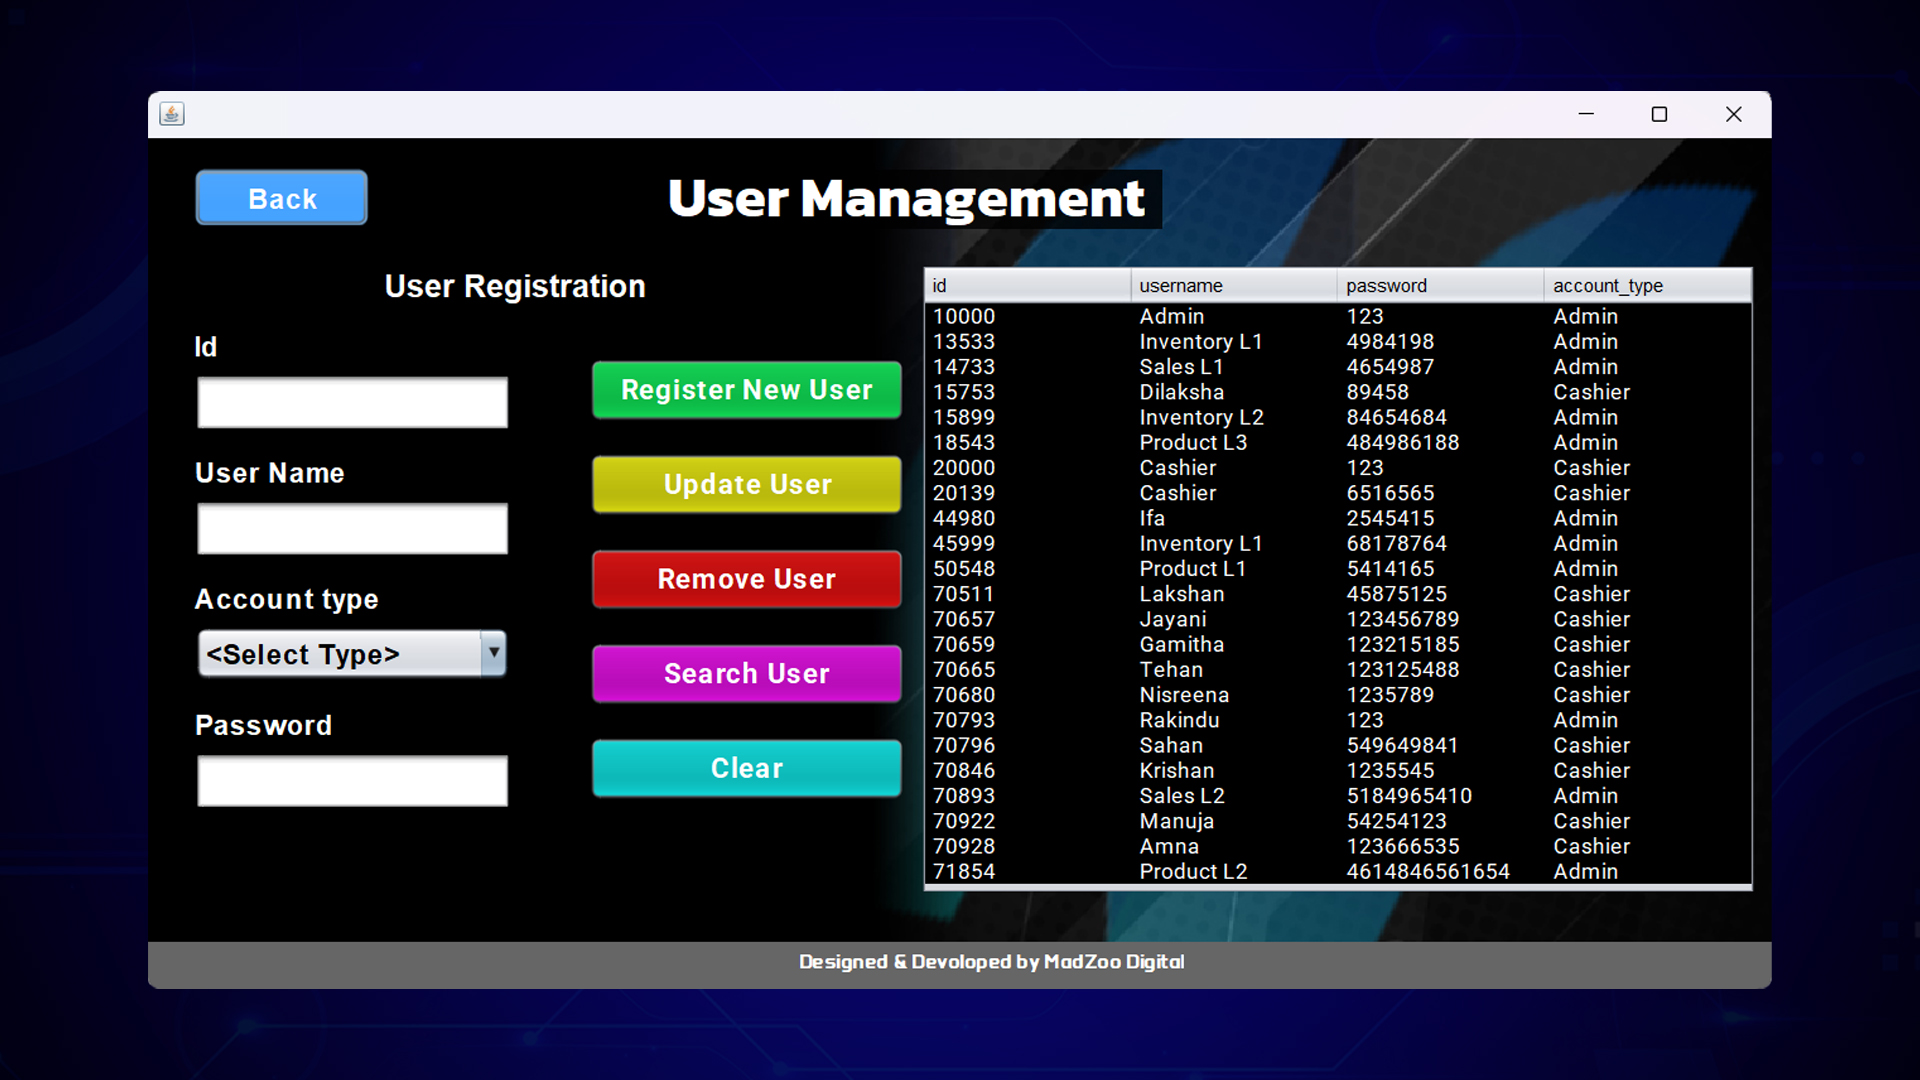 Back
User Management
User Registration
Id
User Name
Account type
<Select Type>
Password
Register New User
Update User
Remove User
Search User
Clear
id username password account_type
10000 Admin 123 Admin
13533 Inventory L1 4984198 Admin
14733 Sales L1 4654987 Admin
15753 Dilaksha 89458 Cashier
15899 Inventory L2 84654684 Admin
18543 Product L3 484986188 Admin
20000 Cashier 123 Cashier
20139 Cashier 6516565 Cashier
44980 Ifa 2545415 Admin
45999 Inventory L1 68178764 Admin
50548 Product L1 5414165 Admin
70511 Lakshan 45875125 Cashier
70657 Jayani 123456789 Cashier
70659 Gamitha 123215185 Cashier
70665 Tehan 123125488 Cashier
70680 Nisreena 1235789 Cashier
70793 Rakindu 123 Admin
70796 Sahan 549649841 Cashier
70846 Krishan 1235545 Cashier
70893 Sales L2 5184965410 Admin
70922 Manuja 54254123 Cashier
70928 Amna 123666535 Cashier
71854 Product L2 4614846561654 Admin
Designed & Devoloped by MadZoo Digital